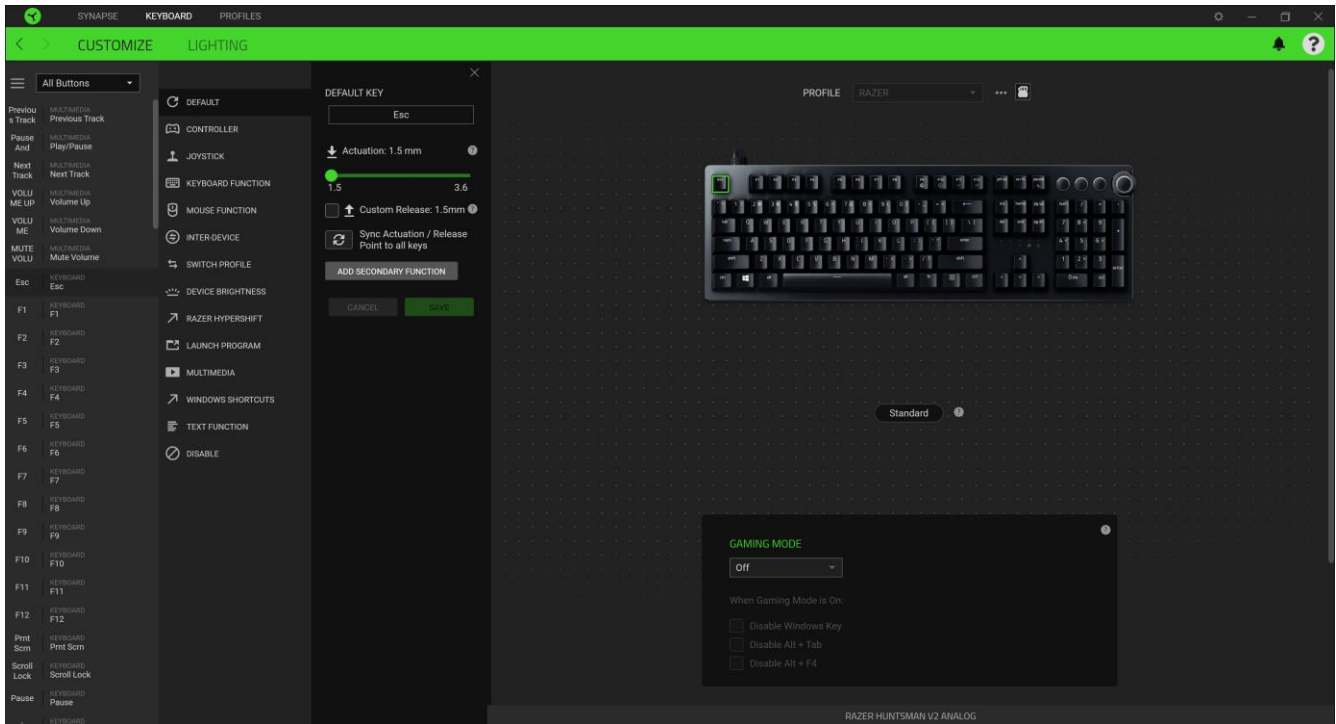 SYNAPSE KEYBOARD PROFILES
CUSTOMIZE LIGHTING
All Buttons
Previou
s Track
MULTIMEDIA
Previous Track
Pause
And
MULTIMEDIA
Play/Pause
Next
Track
MULTIMEDIA
Next Track
VOLU
ME UP
MULTIMEDIA
Volume Up
VOLU
ME
MULTIMEDIA
Volume Down
MUTE
VOLU
MULTIMEDIA
Mute Volume
Esc
KEYBOARD
Esc
F1
KEYBOARD
F1
F2
KEYBOARD
F2
F3
KEYBOARD
F3
F4
KEYBOARD
F4
F5
KEYBOARD
F5
F6
KEYBOARD
F6
F7
KEYBOARD
F7
F8
KEYBOARD
F8
F9
KEYBOARD
F9
F10
KEYBOARD
F10
F11
KEYBOARD
F11
F12
KEYBOARD
F12
Prnt
Scrn
KEYBOARD
Prnt Scrn
Scroll
Lock
KEYBOARD
Scroll Lock
Pause
KEYBOARD
Pause
KEYBOARD
DEFAULT
CONTROLLER
JOYSTICK
KEYBOARD FUNCTION
MOUSE FUNCTION
INTER-DEVICE
SWITCH PROFILE
DEVICE BRIGHTNESS
RAZER HYPERSHIFT
LAUNCH PROGRAM
MULTIMEDIA
WINDOWS SHORTCUTS
TEXT FUNCTION
DISABLE
DEFAULT KEY
Esc
Actuation: 1.5 mm ?
1.5 3.6
Custom Release: 1.5mm ?
Sync Actuation / Release
Point to all keys
ADD SECONDARY FUNCTION
CANCEL SAVE
PROFILE RAZER
Standard ?
GAMING MODE
Off
When Gaming Mode is On:
Disable Windows Key
Disable Alt + Tab
Disable Alt + F4
RAZER HUNTSMAN V2 ANALOG